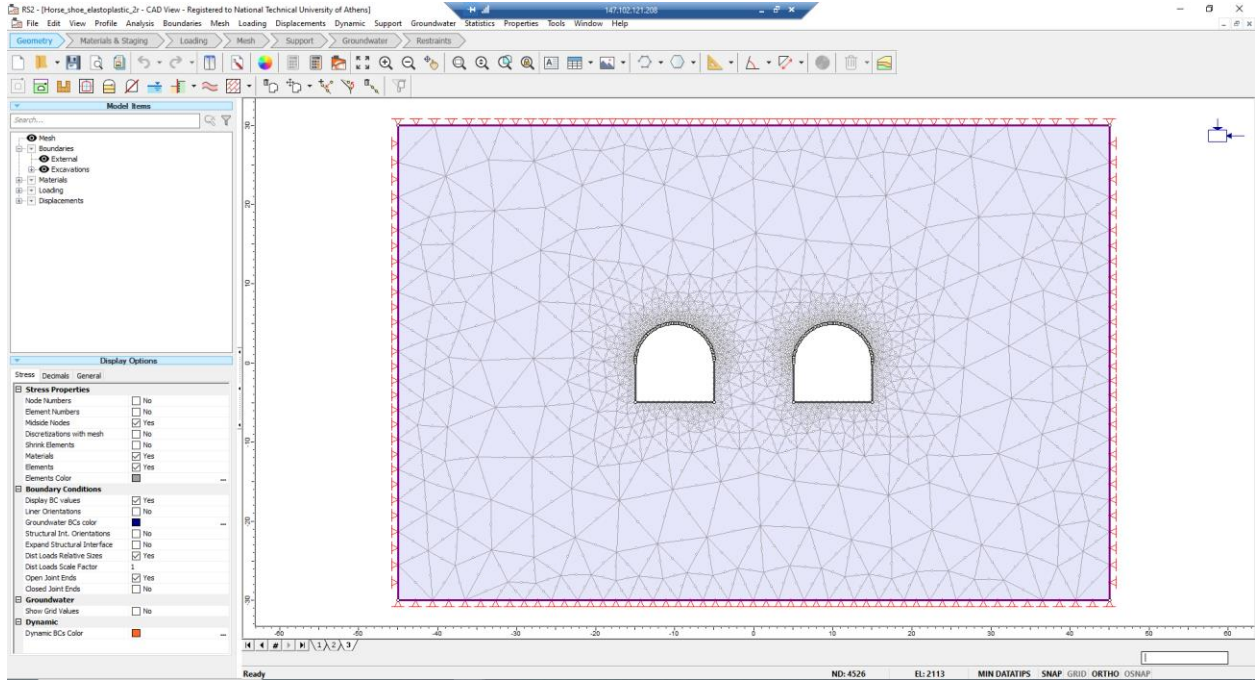 RS2 - [Horse_shoe_elastoplastic_2r - CAD View - Registered to National Technical University of Athens]
147.102.121.208
File Edit View Profile Analysis Boundaries Mesh Loading Displacements Dynamic Support Groundwater Statistics Properties Tools Window Help
Geometry Materials & Staging Loading Mesh Support Groundwater Restraints
Model Items
Search...
Mesh
Boundaries
External
Excavations
Materials
Loading
Displacements
Display Options
Stress Decimals General
Stress Properties
Node Numbers No
Element Numbers No
Midside Nodes Yes
Discretizations with mesh No
Shrink Elements No
Materials Yes
Elements Yes
Elements Color ...
Boundary Conditions
Display BC values Yes
Liner Orientations No
Groundwater BCs color ...
Structural Int. Orientations No
Expand Structural Interface No
Dist Loads Relative Sizes Yes
Dist Loads Scale Factor 1
Open Joint Ends Yes
Closed Joint Ends No
Groundwater
Show Grid Values No
Dynamic
Dynamic BCs Color ...
30
20
10
0
-10
-20
-30
-60 -50 -40 -30 -20 -10 0 10 20 30 40 50 60
# 1 2 3
Ready ND: 4526 EL: 2113 MIN DATATIPS SNAP GRID ORTHO OSNAP